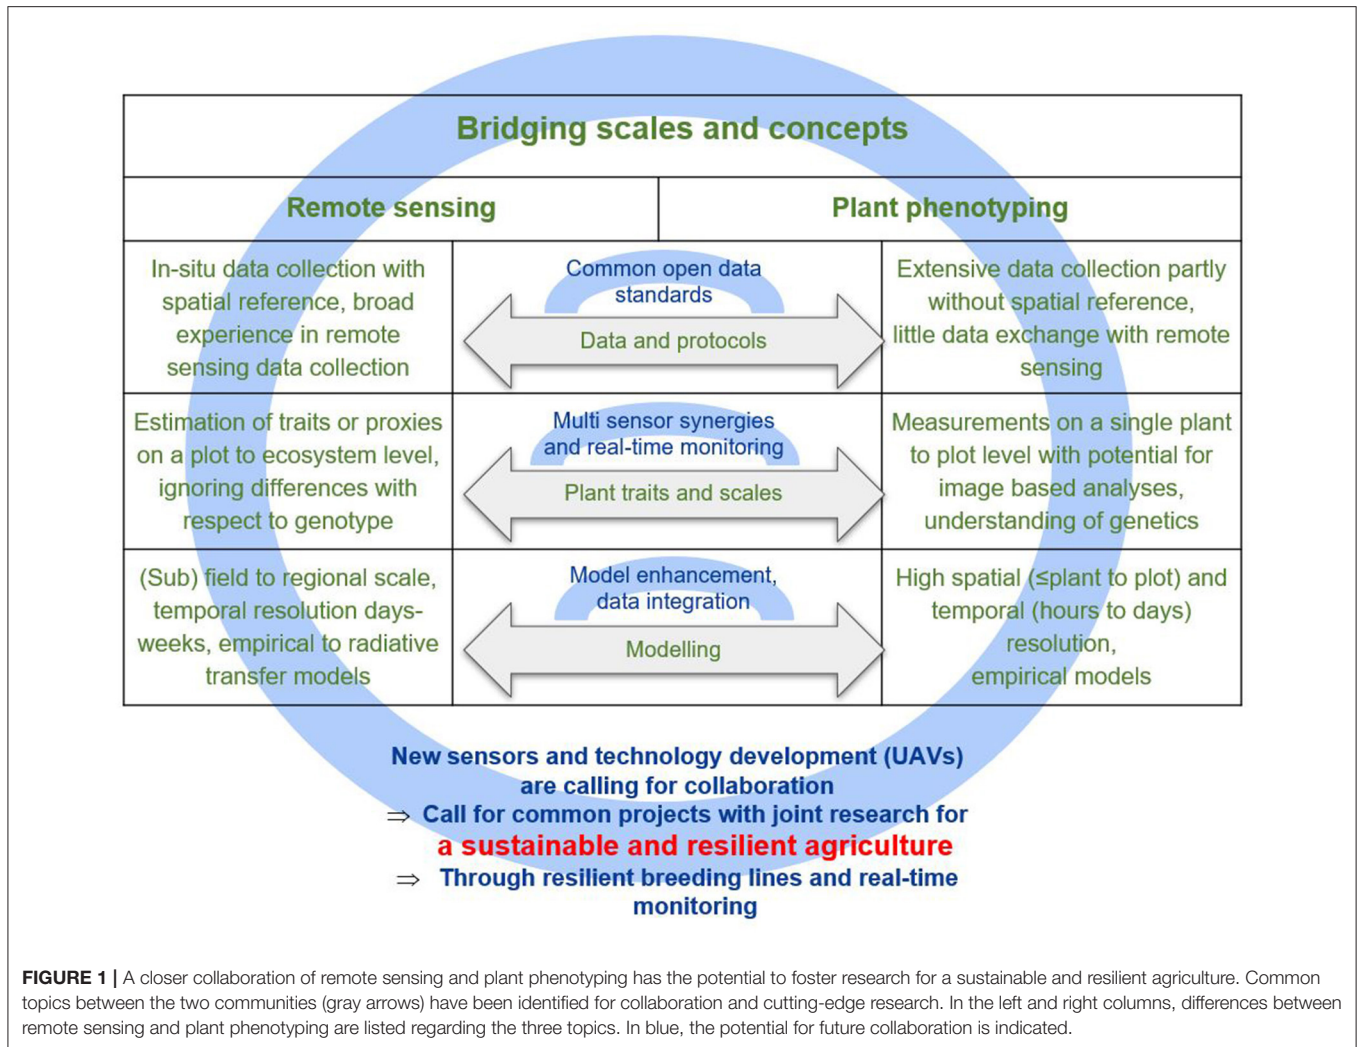 Bridging scales and concepts
Remote sensing
Plant phenotyping
In-situ data collection with
spatial reference, broad
experience in remote
sensing data collection
Common open data
standards
Data and protocols
Extensive data collection partly
without spatial reference,
little data exchange with remote
sensing
Estimation of traits or proxies
on a plot to ecosystem level,
ignoring differences with
respect to genotype
Multi sensor synergies
and real-time monitoring
Plant traits and scales
Measurements on a single plant
to plot level with potential for
image based analyses,
understanding of genetics
(Sub) field to regional scale,
temporal resolution days-
weeks, empirical to radiative
transfer models
Model enhancement,
data integration
Modelling
High spatial (≤plant to plot) and
temporal (hours to days)
resolution,
empirical models
New sensors and technology development (UAVs)
are calling for collaboration
⇒ Call for common projects with joint research for
a sustainable and resilient agriculture
⇒ Through resilient breeding lines and real-time
monitoring
FIGURE 1 | A closer collaboration of remote sensing and plant phenotyping has the potential to foster research for a sustainable and resilient agriculture. Common
topics between the two communities (gray arrows) have been identified for collaboration and cutting-edge research. In the left and right columns, differences between
remote sensing and plant phenotyping are listed regarding the three topics. In blue, the potential for future collaboration is indicated.